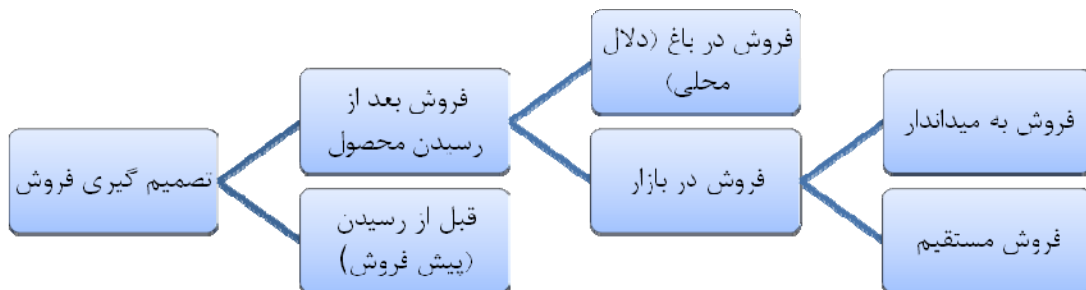 تصمیم گیری فروش
فروش بعد از
رسیدن محصول
قبل از رسیدن
(پیش فروش)
فروش در باغ (دلال
محلی)
فروش در بازار
فروش به میداندار
فروش مستقیم